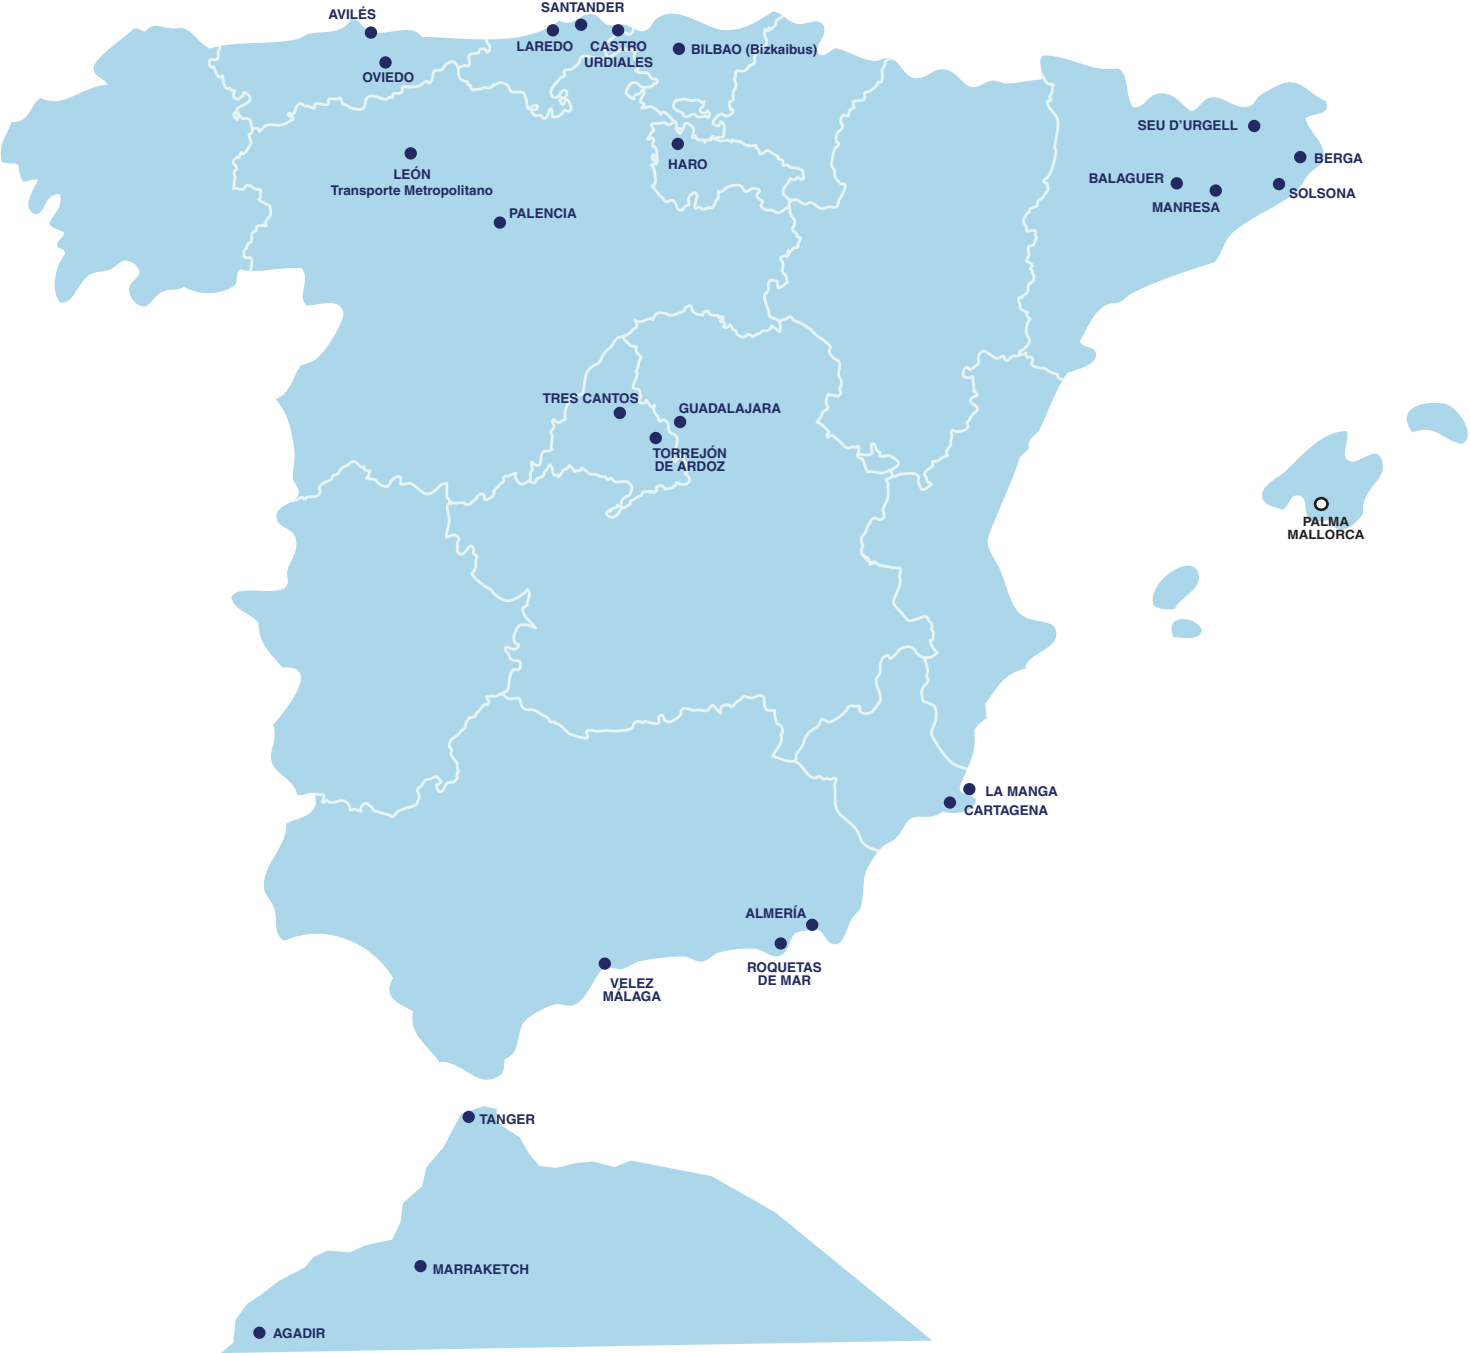 SANTANDER
AVILÉS
LAREDO
CASTRO
URDIALES
BILBAO (Bizkaibus)
OVIEDO
SEU D’URGELL
BERGA
HARO
LEÓN
Transporte Metropolitano
BALAGUER
SOLSONA
MANRESA
PALENCIA
TRES CANTOS
GUADALAJARA
TORREJÓN
DE ARDOZ
PALMA
MALLORCA
LA MANGA
CARTAGENA
ALMERÍA
ROQUETAS
DE MAR
VELEZ
MÁLAGA
TANGER
MARRAKETCH
AGADIR